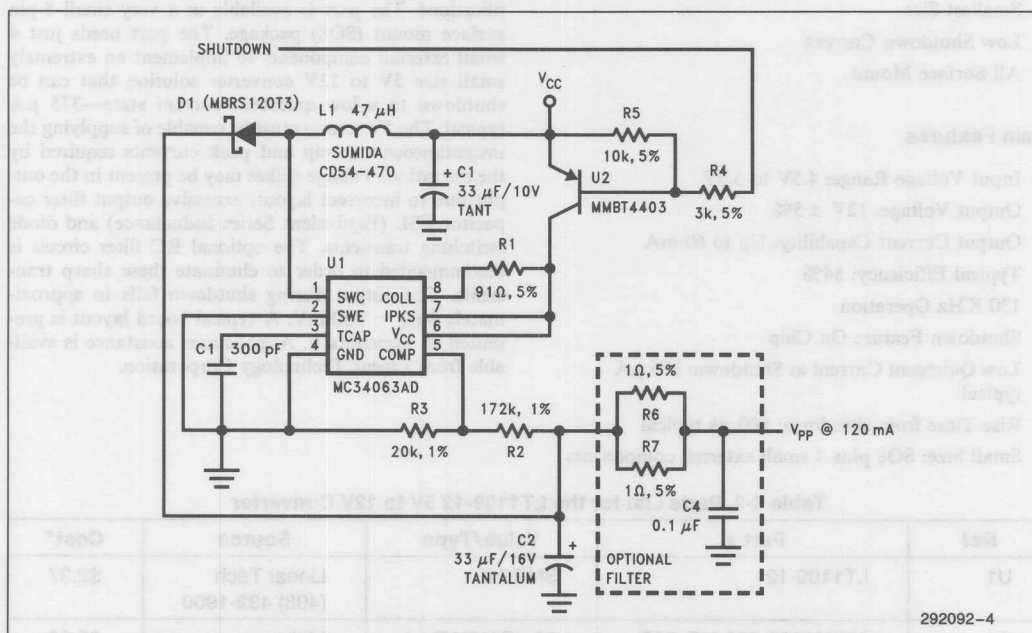 SHUTDOWN
D1 (MBRS120T3)
L1 47 µH
SUMIDA
CD54-470
C1
33 µF/10V
TANT
VCC
R5
10k, 5%
R4
3k, 5%
U2
MMBT4403
R1
91Ω, 5%
U1
1 SWC COLL 8
2 SWE IPKS 7
3 TCAP VCC 6
4 GND COMP 5
MC34063AD
C1 300 pF
R3
20k, 1%
172k, 1%
R2
1Ω, 5%
R6
R7
1Ω, 5%
VPP @ 120 mA
C4
0.1 µF
C2
33 µF/16V
TANTALUM
OPTIONAL
FILTER
292092-4